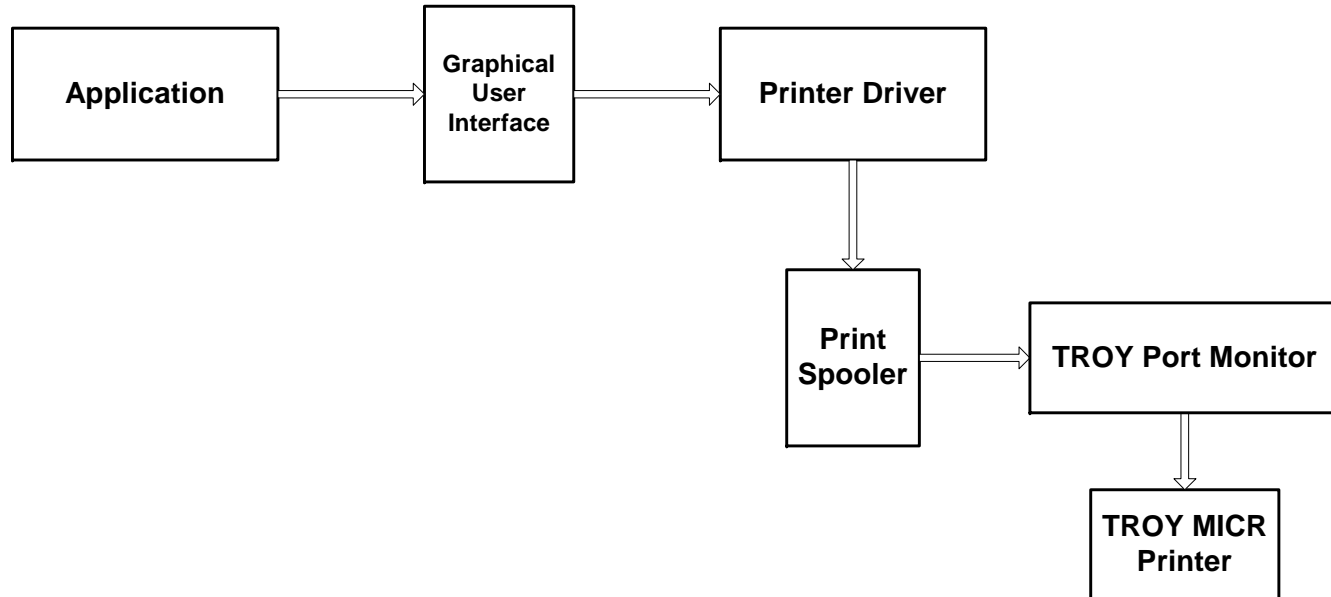 Application
Graphical
User
Interface
Printer Driver
Print
Spooler
TROY Port Monitor
TROY MICR
Printer